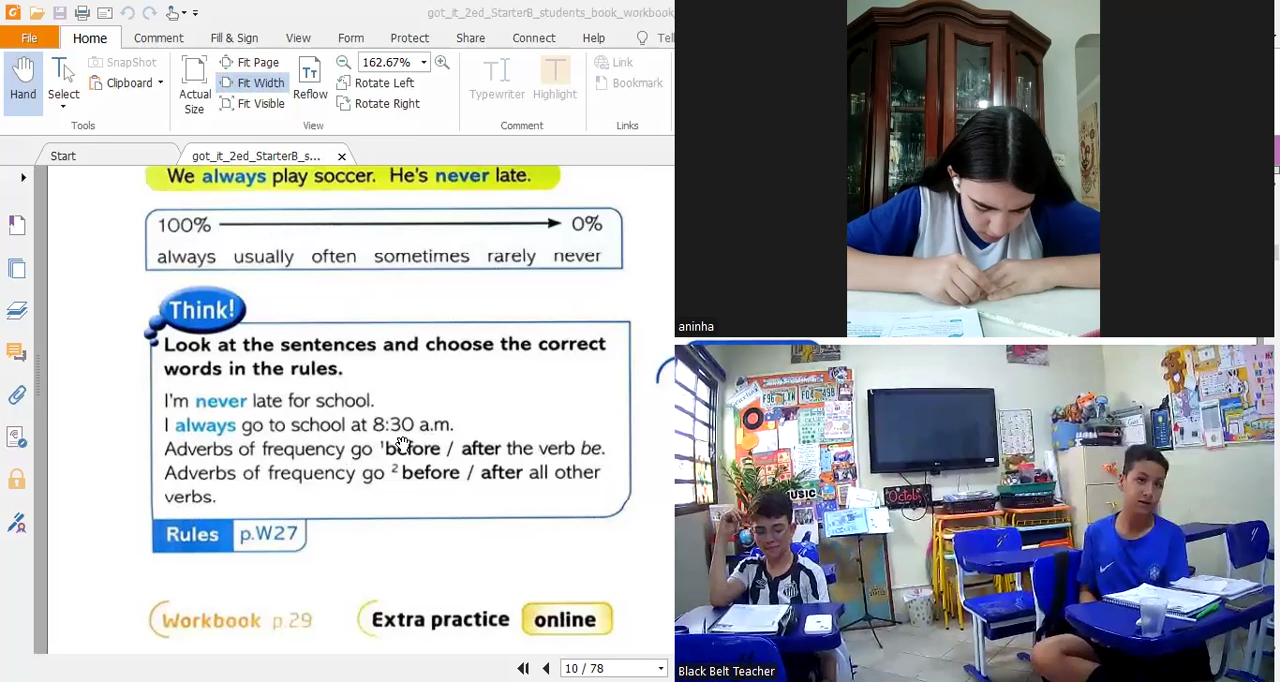 got_it_2ed_StarterB_students_book_workbook
File Home Comment Fill & Sign View Form Protect Share Connect Help Tell
Hand
Select
SnapShot
Clipboard
Tools
Actual Size
Fit Page
Fit Width
Fit Visible
Reflow
162.67%
Rotate Left
Rotate Right
View
Typewriter
Highlight
Comment
Link
Bookmark
Links
Start
got_it_2ed_StarterB_s...
We always play soccer. He's never late.
100% 0%
always usually often sometimes rarely never
Think!
Look at the sentences and choose the correct
words in the rules.
I'm never late for school.
I always go to school at 8:30 a.m.
Adverbs of frequency go 1 before / after the verb be.
Adverbs of frequency go 2 before / after all other
verbs.
Rules p.W27
Workbook p.29 Extra practice online
10 / 78
aninha
MUSIC
Octob
Black Belt Teacher